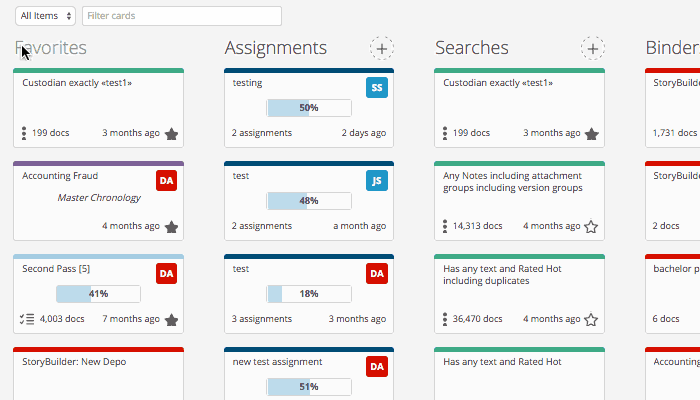 All Items
Filter cards
Favorites
Custodian exactly «test1»
199 docs
3 months ago
Accounting Fraud
DA
Master Chronology
4 months ago
Second Pass [5]
DA
41%
4,003 docs
7 months ago
StoryBuilder: New Depo
Assignments
testing
SS
50%
2 assignments
2 days ago
test
JS
48%
2 assignments
a month ago
test
DA
18%
3 assignments
3 months ago
new test assignment
DA
51%
Searches
Custodian exactly «test1»
199 docs
3 months ago
Any Notes including attachment
groups including version groups
14,313 docs
4 months ago
Has any text and Rated Hot
including duplicates
36,470 docs
4 months ago
Has any text and Rated Hot
Binder
StoryBuilde
1,731 docs
StoryBuilde
2 docs
bachelor p
6 docs
Accounting